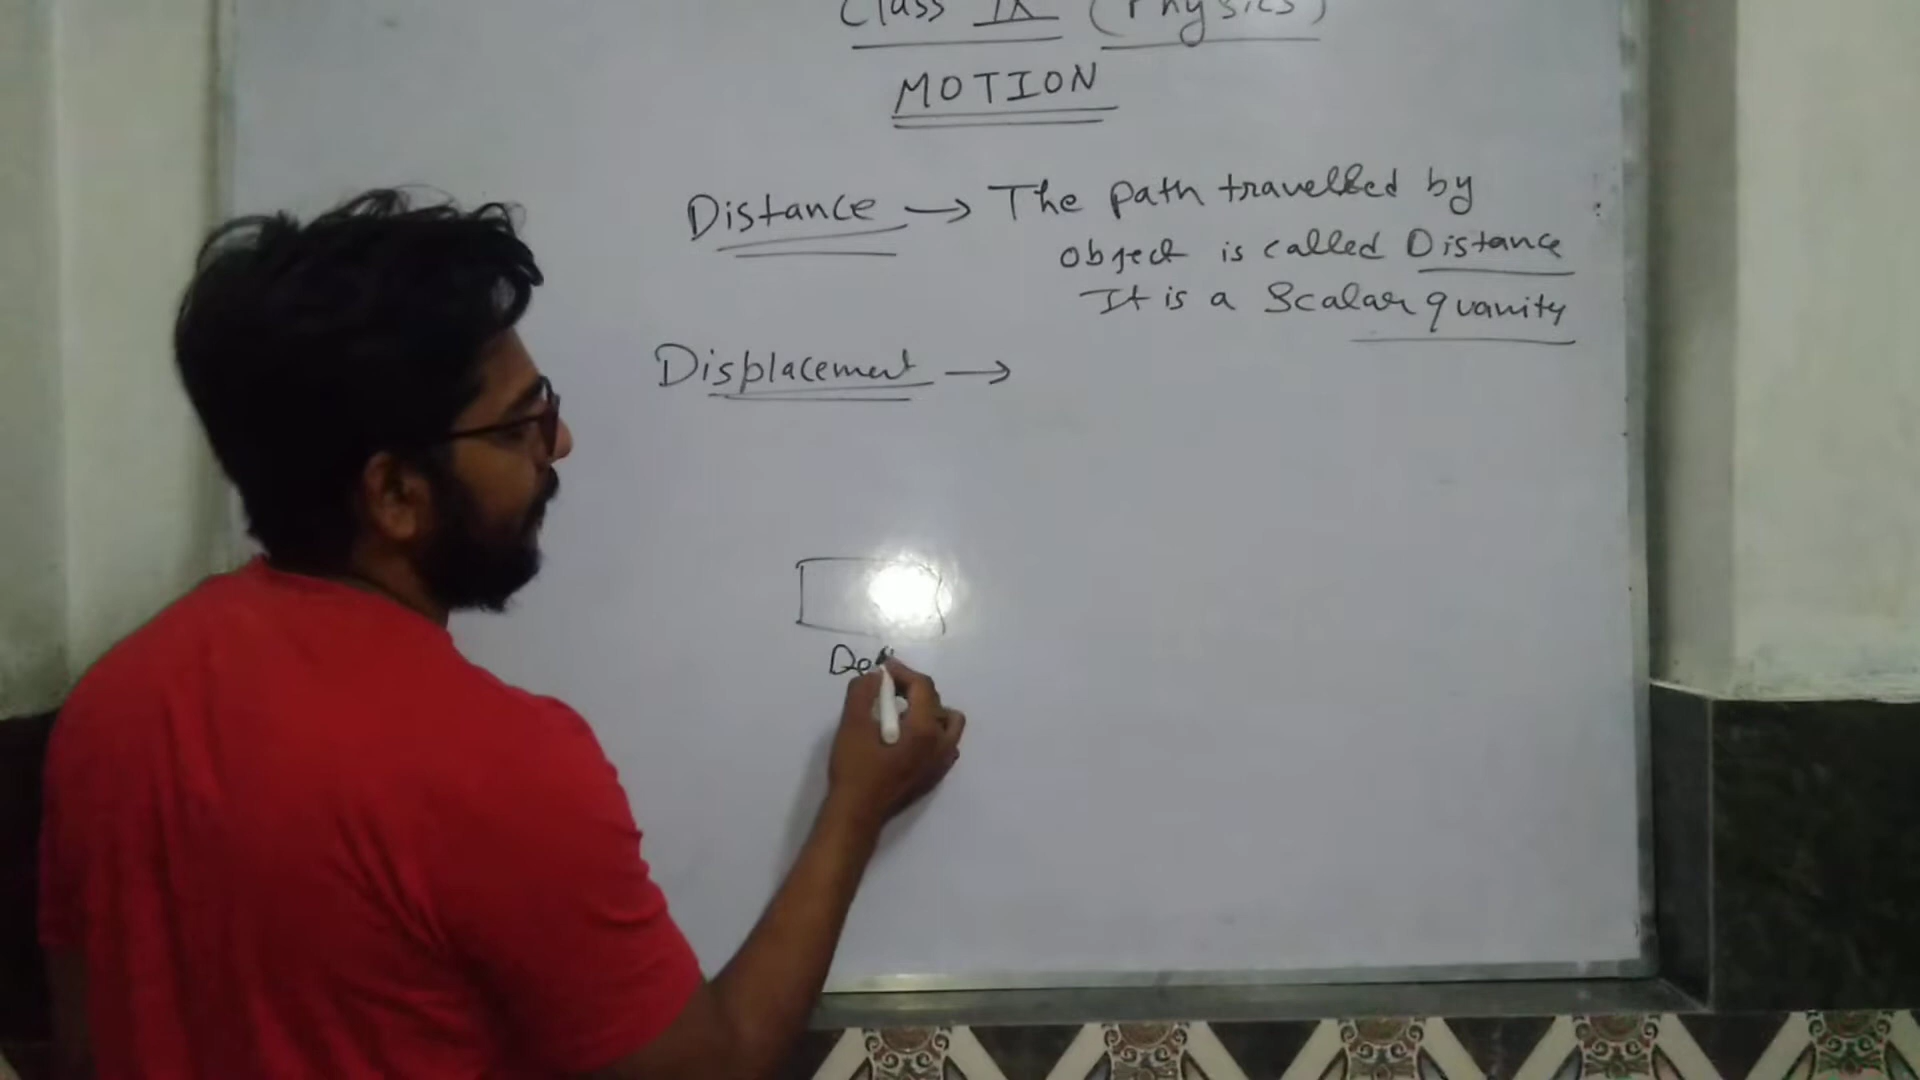 Class IX (Physics)
MOTION
Distance → The path travelled by
object is called Distance
It is a Scalar quanity
Displacement →